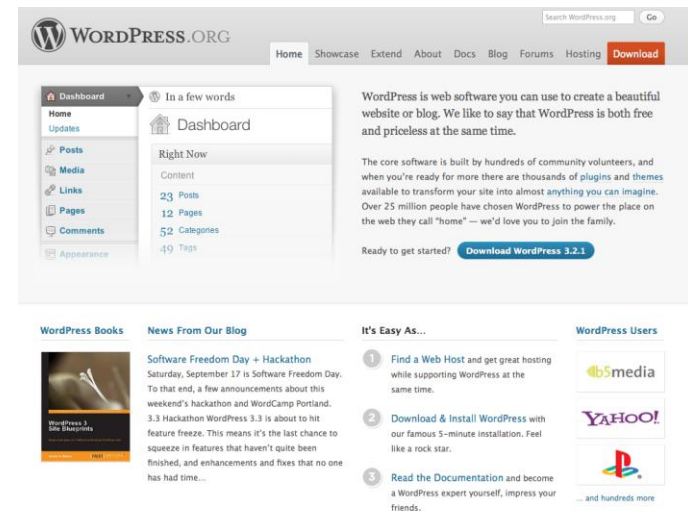 Search WordPress.org Go
WORDPRESS.ORG
Home Showcase Extend About Docs Blog Forums Hosting Download
Dashboard
Home
Updates
Posts
Media
Links
Pages
Comments
Appearance
In a few words
Dashboard
Right Now
Content
23 Posts
12 Pages
52 Categories
49 Tags
WordPress is web software you can use to create a beautiful
website or blog. We like to say that WordPress is both free
and priceless at the same time.
The core software is built by hundreds of community volunteers, and
when you're ready for more there are thousands of plugins and themes
available to transform your site into almost anything you can imagine.
Over 25 million people have chosen WordPress to power the place on
the web they call "home" — we'd love you to join the family.
Ready to get started? Download WordPress 3.2.1
WordPress Books
WordPress 3
Site Blueprints
News From Our Blog
Software Freedom Day + Hackathon
Saturday, September 17 is Software Freedom Day.
To that end, a few announcements about this
weekend's hackathon and WordCamp Portland.
3.3 Hackathon WordPress 3.3 is about to hit
feature freeze. This means it's the last chance to
squeeze in features that haven't quite been
finished, and enhancements and fixes that no one
has had time...
It's Easy As...
1 Find a Web Host and get great hosting
while supporting WordPress at the
same time.
2 Download & Install WordPress with
our famous 5-minute installation. Feel
like a rock star.
3 Read the Documentation and become
a WordPress expert yourself, impress your
friends.
WordPress Users
b5media
YAHOO!
... and hundreds more